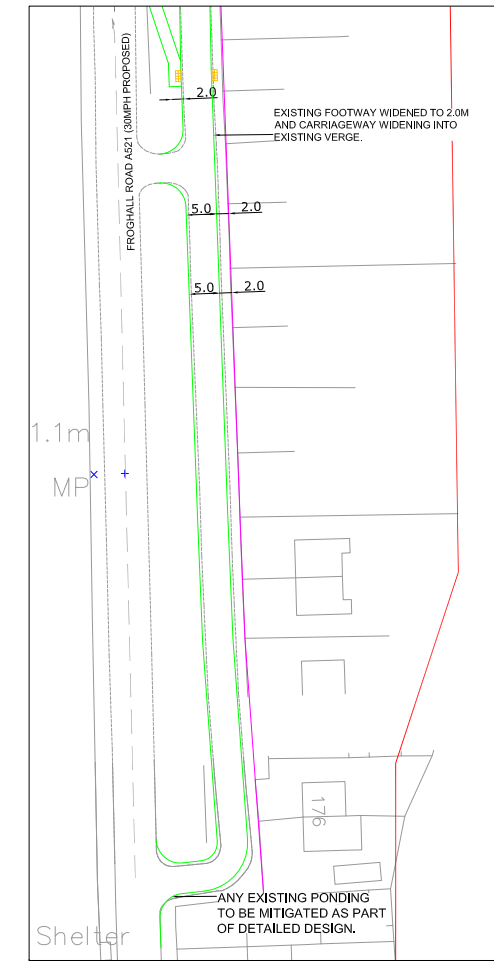 FROGHALL ROAD A521 (30MPH PROPOSED)
2.0
EXISTING FOOTWAY WIDENED TO 2.0M
AND CARRIAGEWAY WIDENING INTO
EXISTING VERGE.
5.0 2.0
5.0 2.0
1.1m
MP
176
ANY EXISTING PONDING
TO BE MITIGATED AS PART
OF DETAILED DESIGN.
Shelter